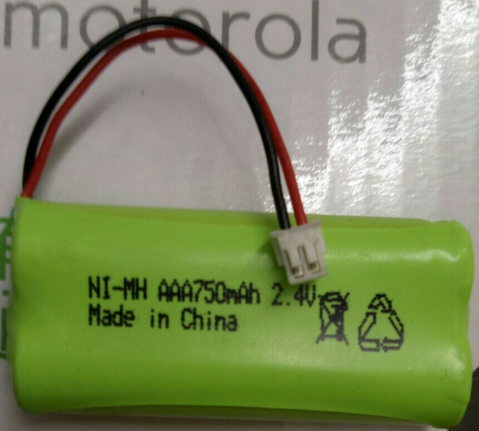 motorola
NI-MH AAA750mAh 2.4V
Made in China